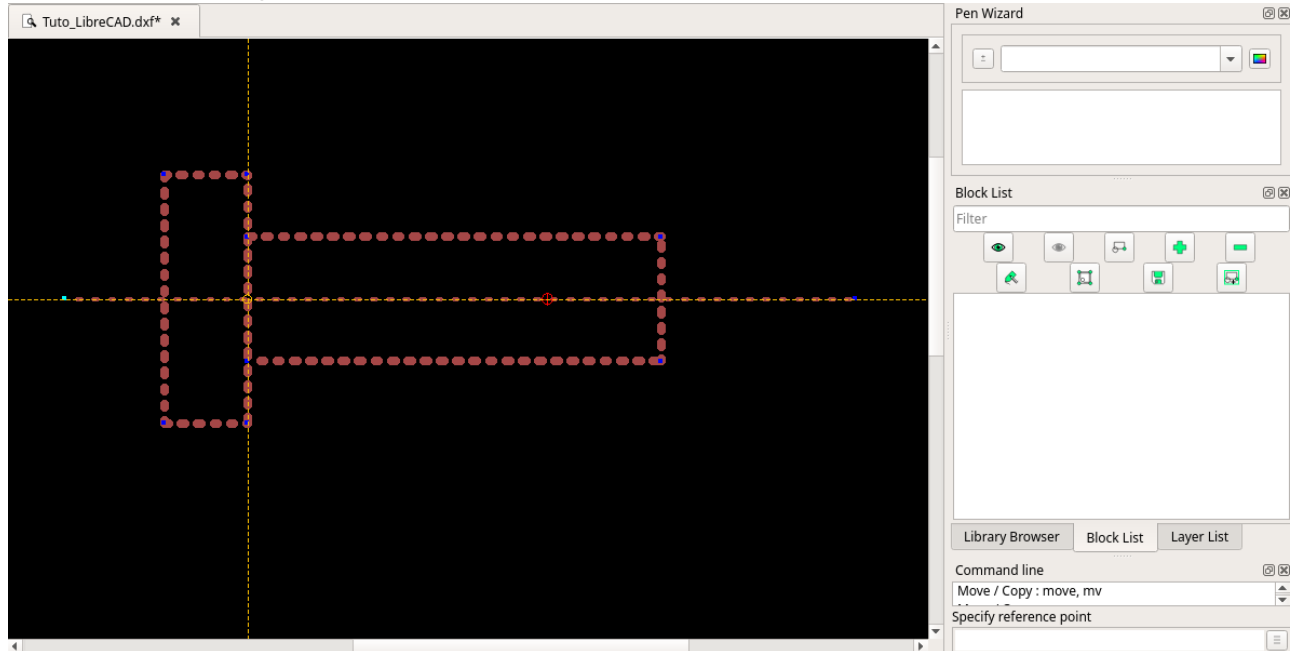 Tuto_LibreCAD.dxf*
Pen Wizard
Block List
Filter
Library Browser
Block List
Layer List
Command line
Move / Copy : move, mv
Specify reference point